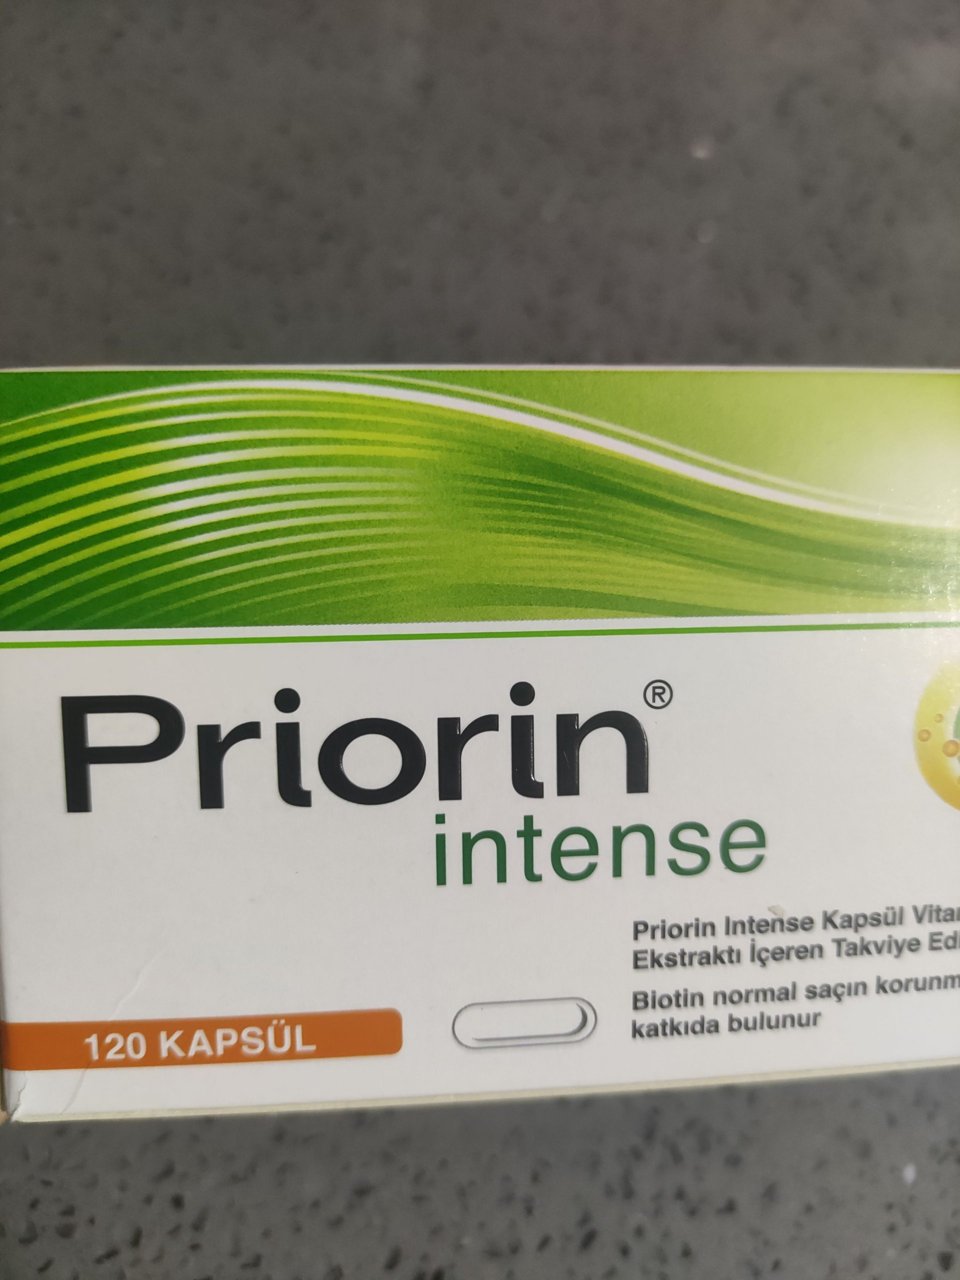 Priorin®
intense
Priorin Intense Kapsül
Ekstraktı İçeren Takviye
Biotin normal saçın
katkıda bulunur
120 KAPSÜL